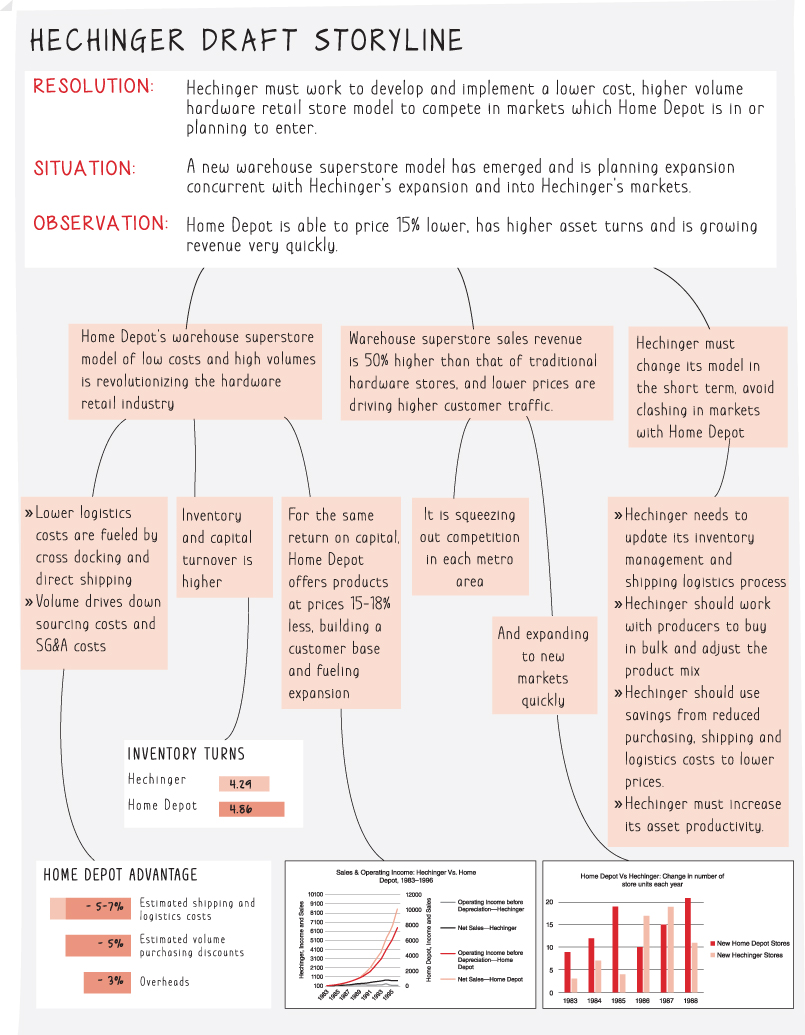 HECHINGER DRAFT STORYLINE
RESOLUTION:
Hechinger must work to develop and implement a lower cost, higher volume
hardware retail store model to compete in markets which Home Depot is in or
planning to enter.
SITUATION:
A new warehouse superstore model has emerged and is planning expansion
concurrent with Hechinger's expansion and into Hechinger's markets.
OBSERVATION:
Home Depot is able to price 15% lower, has higher asset turns and is growing
revenue very quickly.
Home Depot's warehouse superstore
model of low costs and high volumes
is revolutionizing the hardware
retail industry
Warehouse superstore sales revenue
is 50% higher than that of traditional
hardware stores, and lower prices are
driving higher customer traffic.
Hechinger must
change its model in
the short term, avoid
clashing in markets
with Home Depot
» Lower logistics
costs are fueled by
cross docking and
direct shipping
» Volume drives down
sourcing costs and
SG&A costs
Inventory
and capital
turnover is
higher
For the same
return on capital,
Home Depot
offers products
at prices 15-18%
less, building a
customer base
and fueling
expansion
It is squeezing
out competition
in each metro
area
And expanding
to new
markets
quickly
» Hechinger needs to
update its inventory
management and
shipping logistics process
» Hechinger should work
with producers to buy
in bulk and adjust the
product mix
» Hechinger should use
savings from reduced
purchasing, shipping and
logistics costs to lower
prices.
» Hechinger must increase
its asset productivity.
INVENTORY TURNS
Hechinger 4.29
Home Depot 4.86
HOME DEPOT ADVANTAGE
- 5-7% Estimated shipping and
logistics costs
- 5% Estimated volume
purchasing discounts
- 3% Overheads
Sales & Operating Income: Hechinger Vs. Home
Depot, 1983–1996
Hechinger, Income and Sales
10100
9100
8100
7100
6100
5100
4100
3100
2100
1100
100
1983
1985
1987
1989
1991
1993
1995
12000
10000
8000
6000
4000
2000
0
Home Depot, Income and Sales
Operating Income before
Depreciation—Hechinger
Net Sales—Hechinger
Operating Income before
Depreciation—Home
Depot
Net Sales—Home Depot
Home Depot Vs Hechinger: Change in number of
store units each year
20
15
10
5
0
1983 1984 1985 1986 1987 1988
New Home Depot Stores
New Hechinger Stores